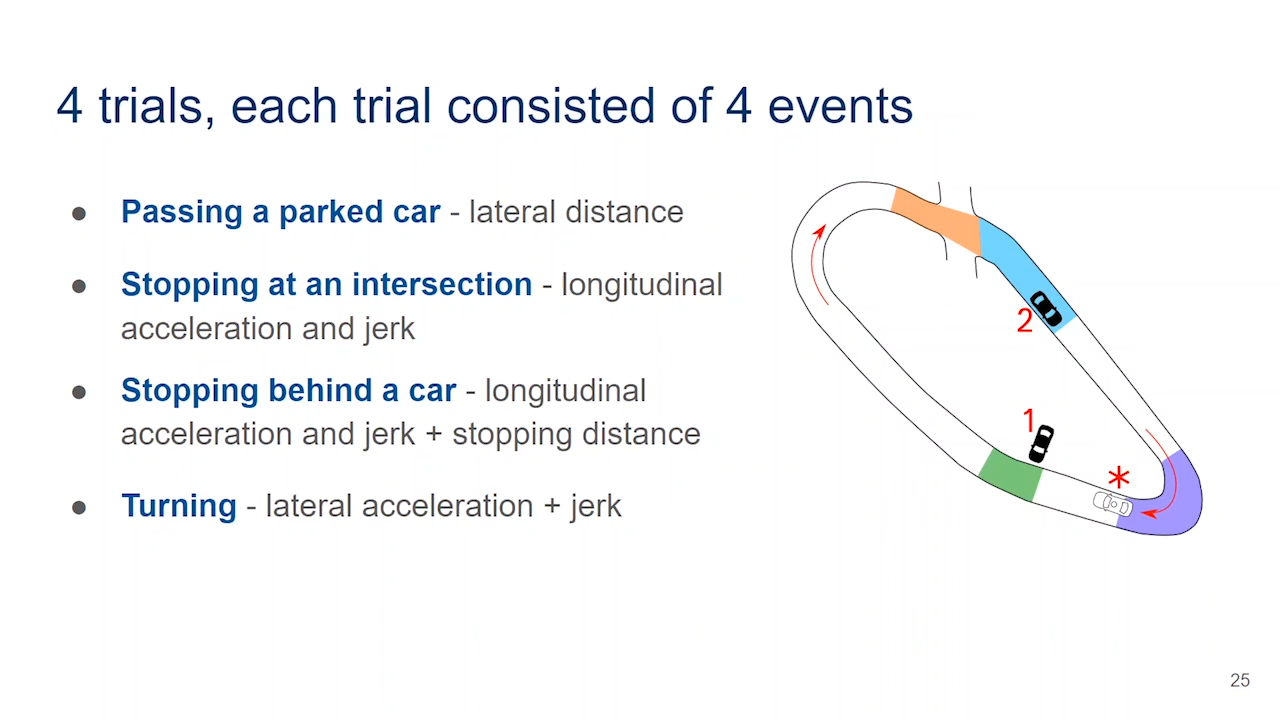 4 trials, each trial consisted of 4 events
● Passing a parked car - lateral distance
● Stopping at an intersection - longitudinal
acceleration and jerk
● Stopping behind a car - longitudinal
acceleration and jerk + stopping distance
● Turning - lateral acceleration + jerk
2
1
*
25